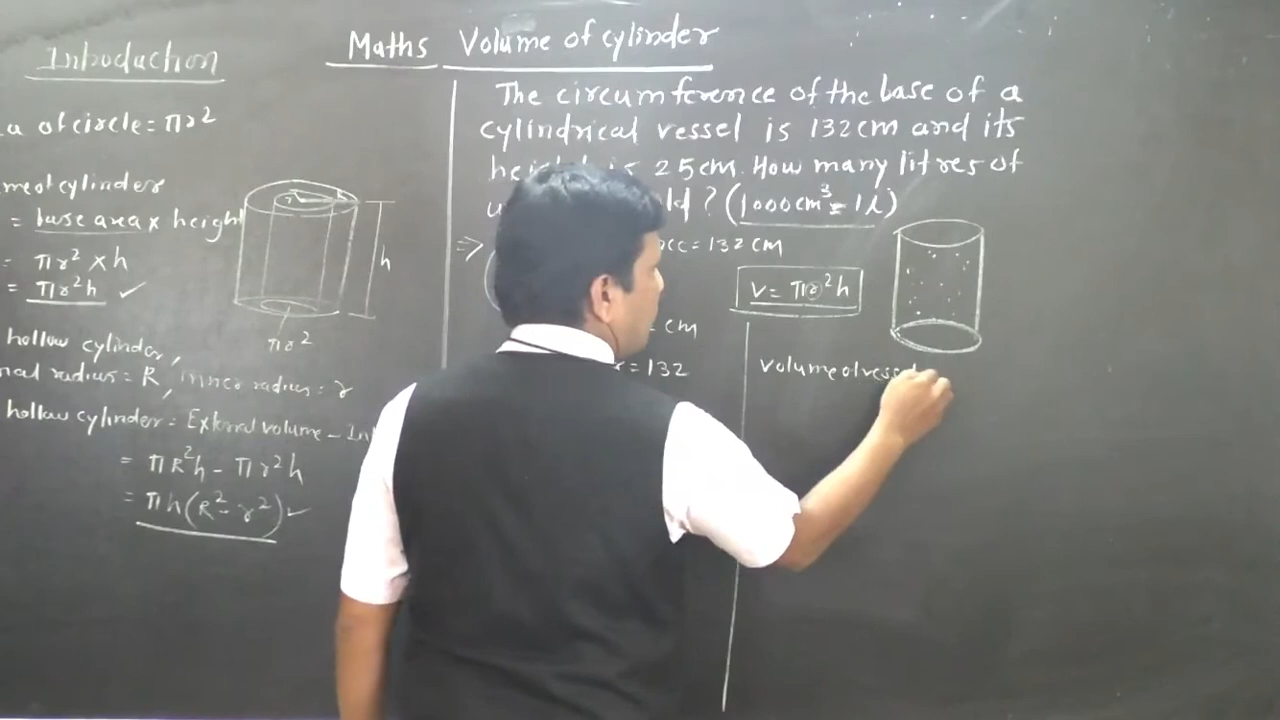 Introduction
Maths Volume of cylinder
a of circle = πr²
me of cylinder
= base area x height
= πr² × h
= πr²h ✓
h
πr²
hollow cylinder,
nal radius = R, inner radius = r
hollow cylinder = External volume - In
= πR²h - πr²h
= πh(R² - r²) ✓
The circumference of the base of a
cylindrical vessel is 132cm and its
is 25cm. How many litres of
? (1000cm³ = 1l)
⇒ = 132 cm
V = πr²h
cm
= 132
volume of vessel